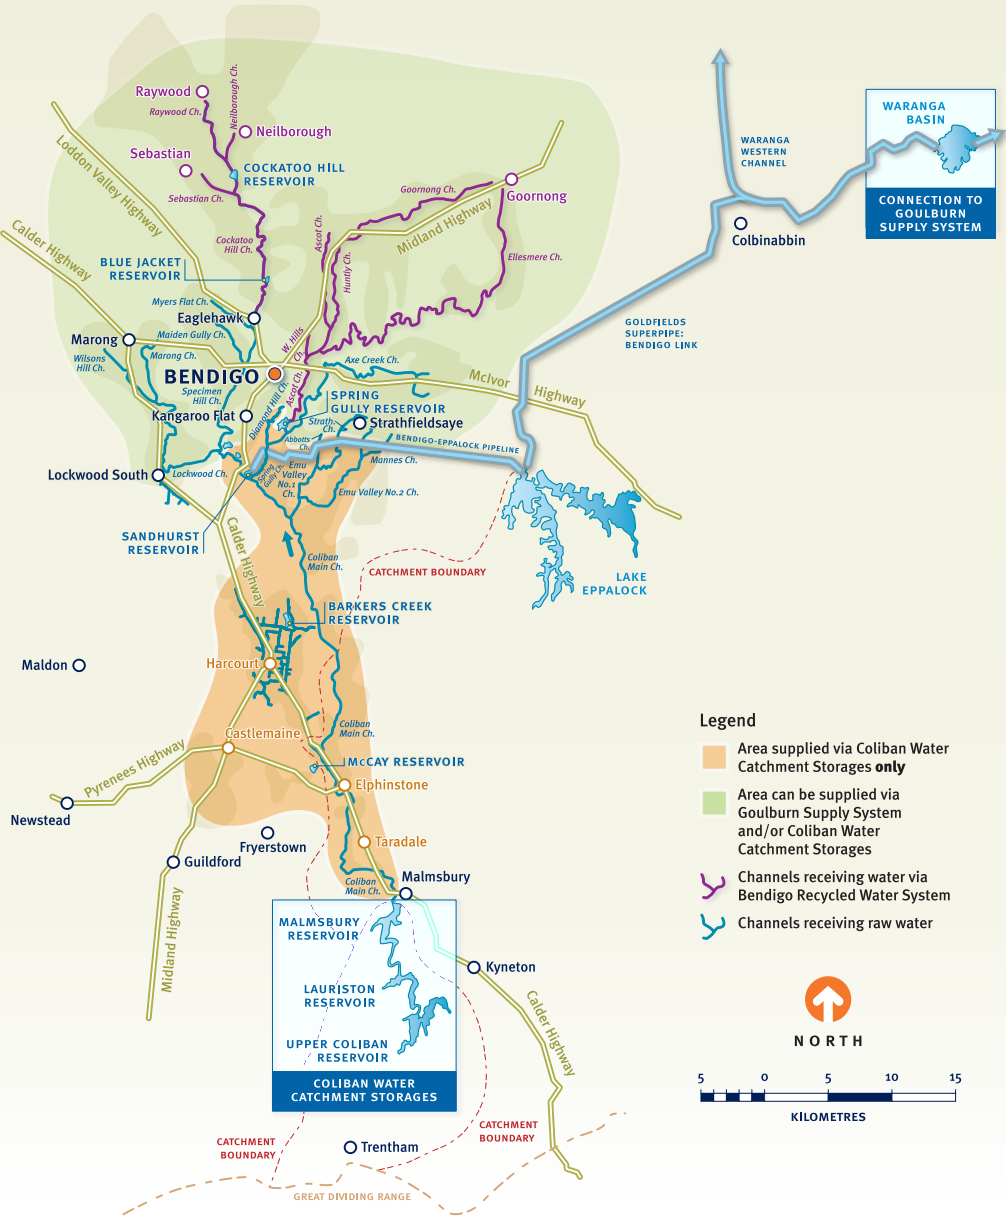 Raywood
Raywood Ch.
Neilborough Ch.
Neilborough
Sebastian
COCKATOO HILL
RESERVOIR
Sebastian Ch.
Goornong Ch.
Goornong
Loddon Valley Highway
Calder Highway
Cockatoo
Hill Ch.
Ascot Ch.
Huntly Ch.
Midland Highway
Ellesmere Ch.
WARANGA
WESTERN
CHANNEL
WARANGA
BASIN
CONNECTION TO
GOULBURN
SUPPLY SYSTEM
Colbinabbin
BLUE JACKET
RESERVOIR
Myers Flat Ch.
Eaglehawk
Maiden Gully Ch.
Marong
Marong Ch.
Wilsons
Hill Ch.
W. Hills
Ch.
Axe Creek Ch.
GOLDFIELDS
SUPERPIPE:
BENDIGO LINK
BENDIGO
McIvor Highway
Specimen
Hill Ch.
Diamond Hill Ch.
Ascot Ch.
SPRING
GULLY RESERVOIR
Kangaroo Flat
Strath.
Ch.
Strathfieldsaye
Abbotts
Ch.
BENDIGO-EPPALOCK PIPELINE
Lockwood South
Lockwood Ch.
Spring
Gully Ch.
Emu
Valley
No.1
Ch.
Mannes Ch.
Emu Valley No.2 Ch.
SANDHURST
RESERVOIR
Calder Highway
Coliban
Main Ch.
CATCHMENT BOUNDARY
LAKE
EPPALOCK
BARKERS CREEK
RESERVOIR
Maldon
Harcourt
Coliban
Main Ch.
Castlemaine
Pyrenees Highway
McCAY RESERVOIR
Elphinstone
Newstead
Fryerstown
Taradale
Guildford
Midland Highway
Coliban
Main Ch.
Malmsbury
MALMSBURY
RESERVOIR
Kyneton
LAURISTON
RESERVOIR
Calder Highway
UPPER COLIBAN
RESERVOIR
COLIBAN WATER
CATCHMENT STORAGES
CATCHMENT
BOUNDARY
CATCHMENT
BOUNDARY
Trentham
GREAT DIVIDING RANGE
Legend
Area supplied via Coliban Water
Catchment Storages only
Area can be supplied via
Goulburn Supply System
and/or Coliban Water
Catchment Storages
Channels receiving water via
Bendigo Recycled Water System
Channels receiving raw water
NORTH
5 0 5 10 15
KILOMETRES